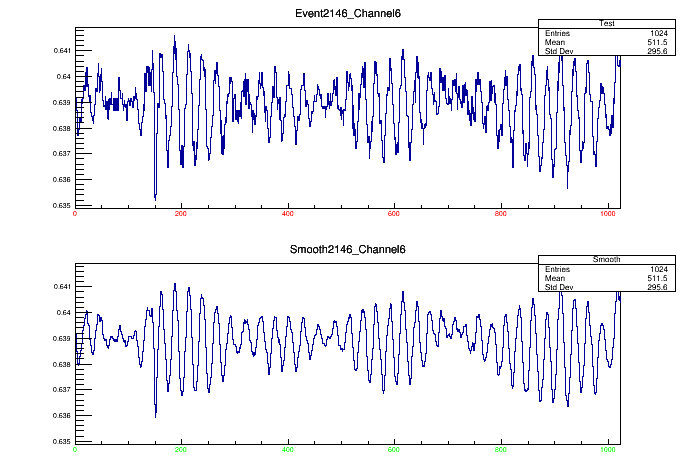 Event2146_Channel6
Test
Entries 1024
Mean 511.5
Std Dev 295.6
0.641
0.64
0.639
0.638
0.637
0.636
0.635
0 200 400 600 800 1000
Smooth2146_Channel6
Smooth
Entries 1024
Mean 511.5
Std Dev 295.6
0.641
0.64
0.639
0.638
0.637
0.636
0.635
0 200 400 600 800 1000